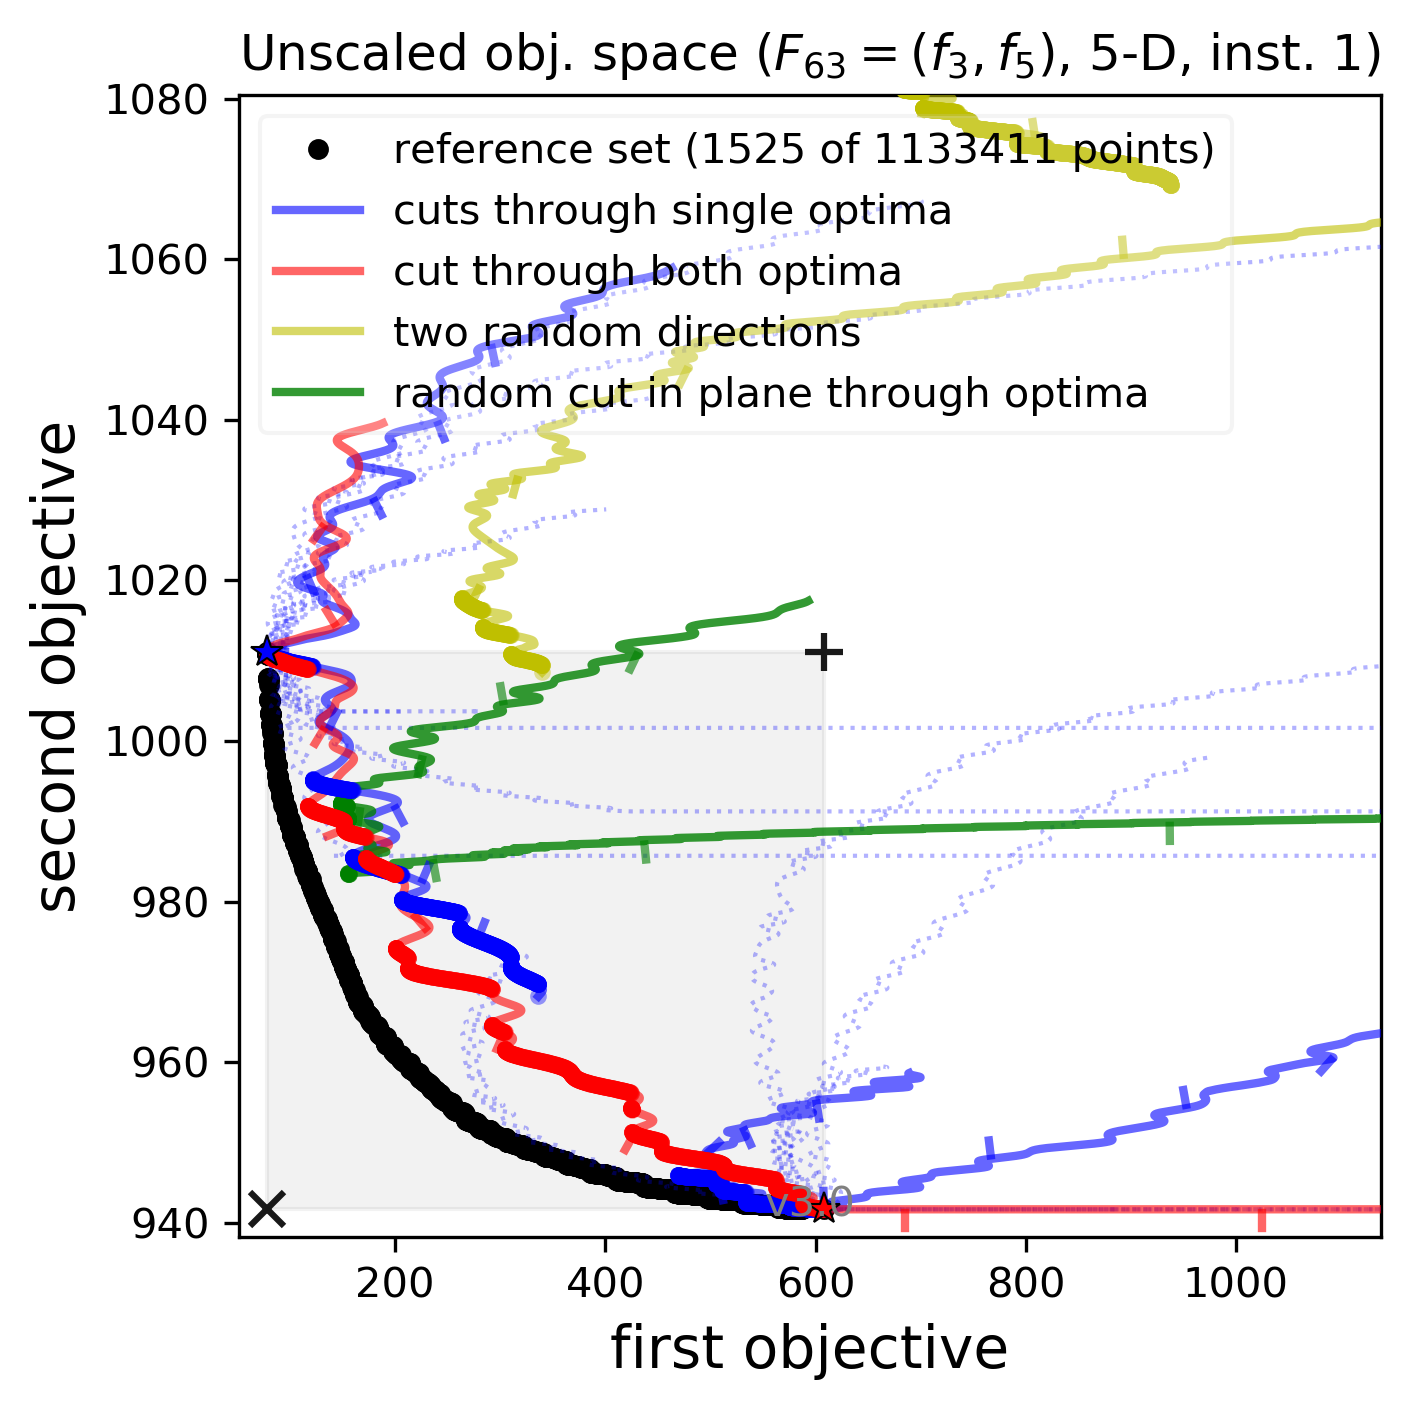 Unscaled obj. space (F63 = (f3, f5), 5-D, inst. 1)
1080
1060
1040
1020
1000
980
960
940
second objective
reference set (1525 of 1133411 points)
cuts through single optima
cut through both optima
two random directions
random cut in plane through optima
v3.0
200
400
600
800
1000
first objective